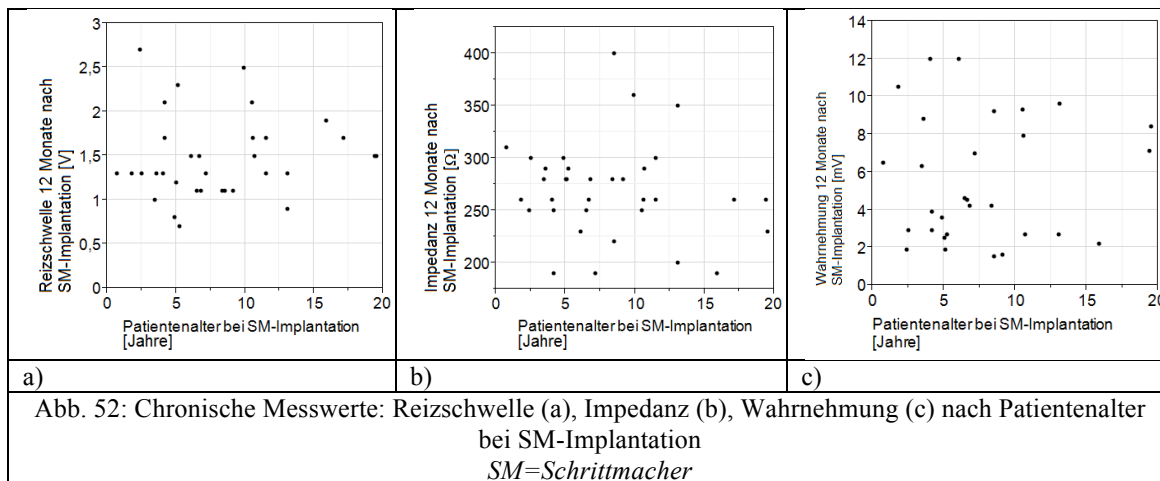 3
2,5
2
1,5
1
0,5
0
Reizschwelle 12 Monate nach
SM-Implantation [V]
0 5 10 15 20
Patientenalter bei SM-Implantation
[Jahre]
400
350
300
250
200
Impedanz 12 Monate nach
SM-Implantation [Ω]
0 5 10 15 20
Patientenalter bei SM-Implantation
[Jahre]
14
12
10
8
6
4
2
0
Wahrnehmung 12 Monate nach
SM-Implantation [mV]
0 5 10 15 20
Patientenalter bei SM-Implantation
[Jahre]
a)
b)
c)
Abb. 52: Chronische Messwerte: Reizschwelle (a), Impedanz (b), Wahrnehmung (c) nach Patientenalter
bei SM-Implantation
SM=Schrittmacher